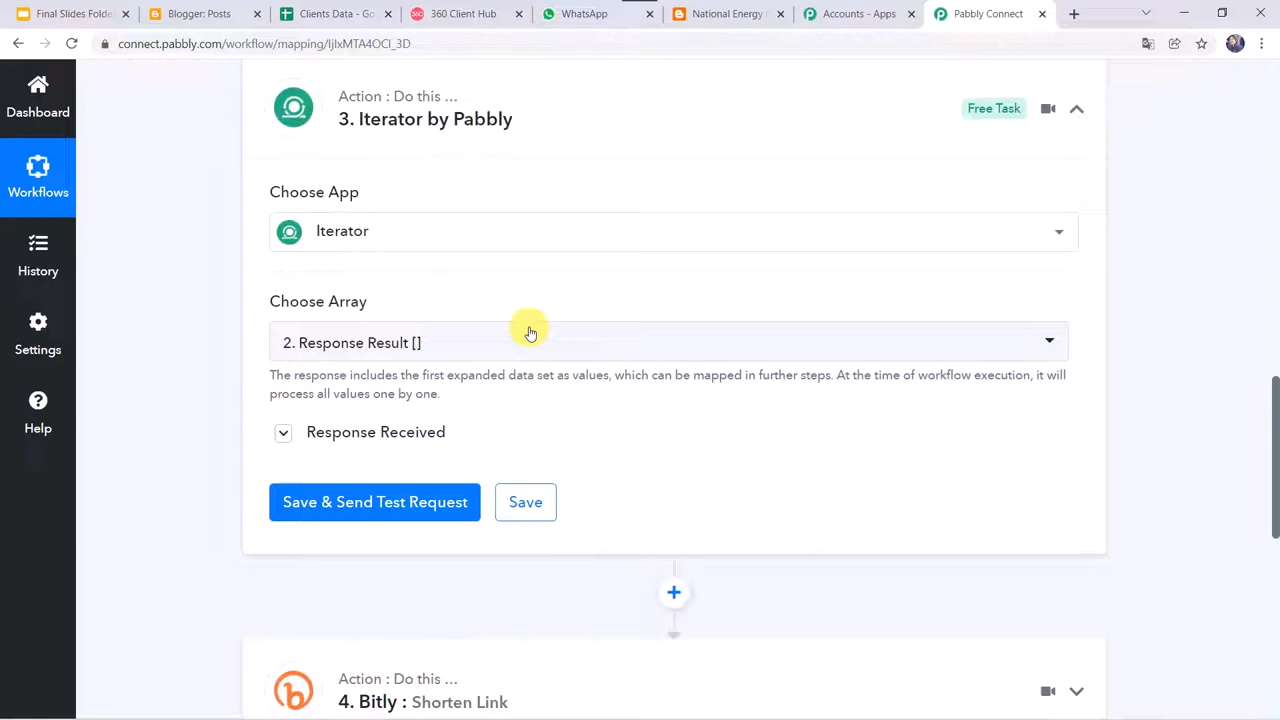 Final Slides Folde
Blogger: Posts
Clients Data - Go
360 Client Hub
WhatsApp
National Energy
Accounts - Apps
Pabbly Connect
connect.pabbly.com/workflow/mapping/IjIxMTA4OCI_3D
Dashboard
Workflows
History
Settings
Help
Action : Do this ...
3. Iterator by Pabbly
Free Task
Choose App
Iterator
Choose Array
2. Response Result []
The response includes the first expanded data set as values, which can be mapped in further steps. At the time of workflow execution, it will
process all values one by one.
Response Received
Save & Send Test Request
Save
Action : Do this ...
4. Bitly : Shorten Link